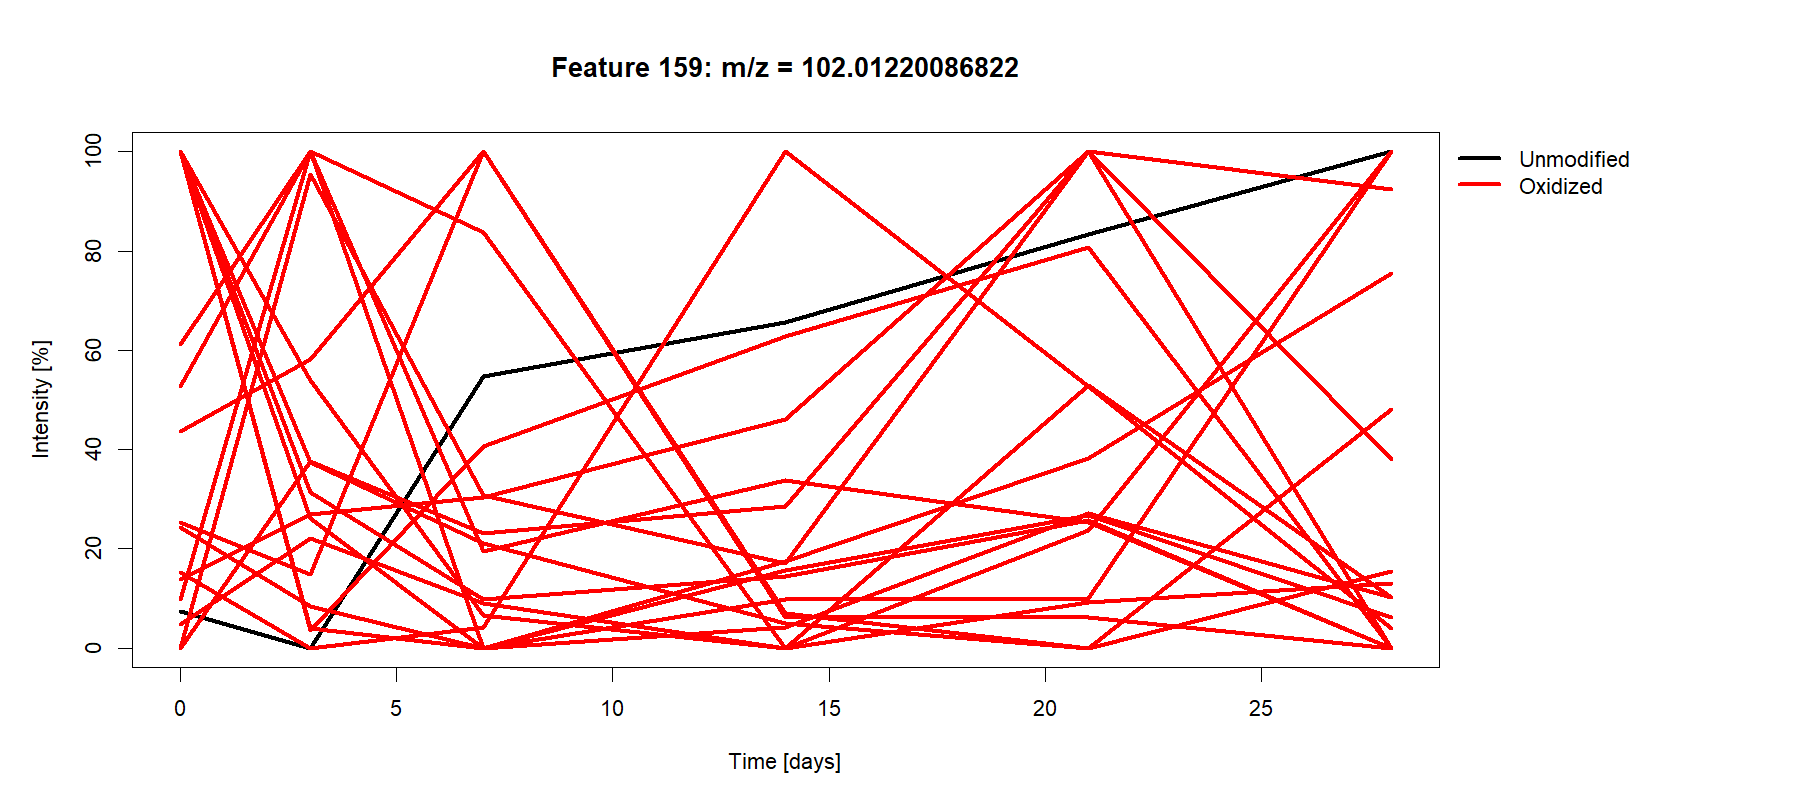 Feature 159: m/z = 102.01220086822
Unmodified
Oxidized
Intensity [%]
100
80
60
40
20
0
0 5 10 15 20 25
Time [days]